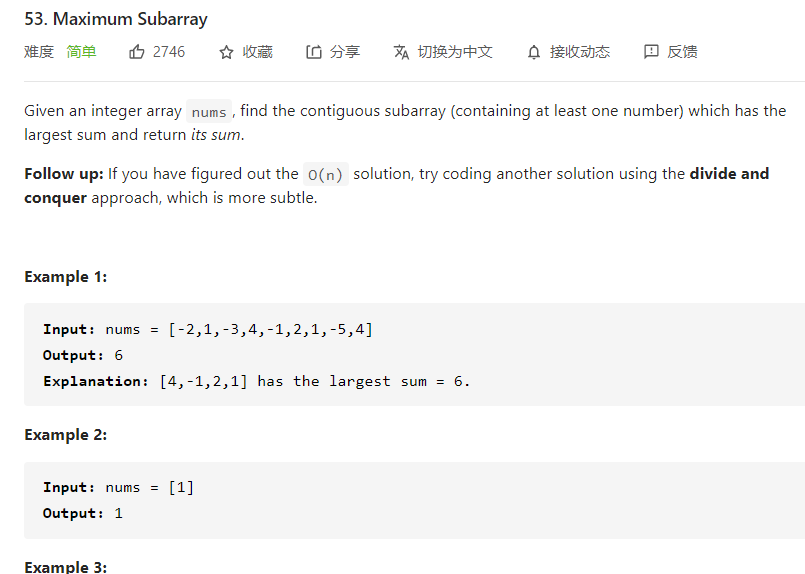 53. Maximum Subarray
难度 简单 2746 收藏 分享 切换为中文 接收动态 反馈
Given an integer array nums , find the contiguous subarray (containing at least one number) which has the
largest sum and return its sum.
Follow up: If you have figured out the O(n) solution, try coding another solution using the divide and
conquer approach, which is more subtle.
Example 1:
Input: nums = [-2,1,-3,4,-1,2,1,-5,4]
Output: 6
Explanation: [4,-1,2,1] has the largest sum = 6.
Example 2:
Input: nums = [1]
Output: 1
Example 3: